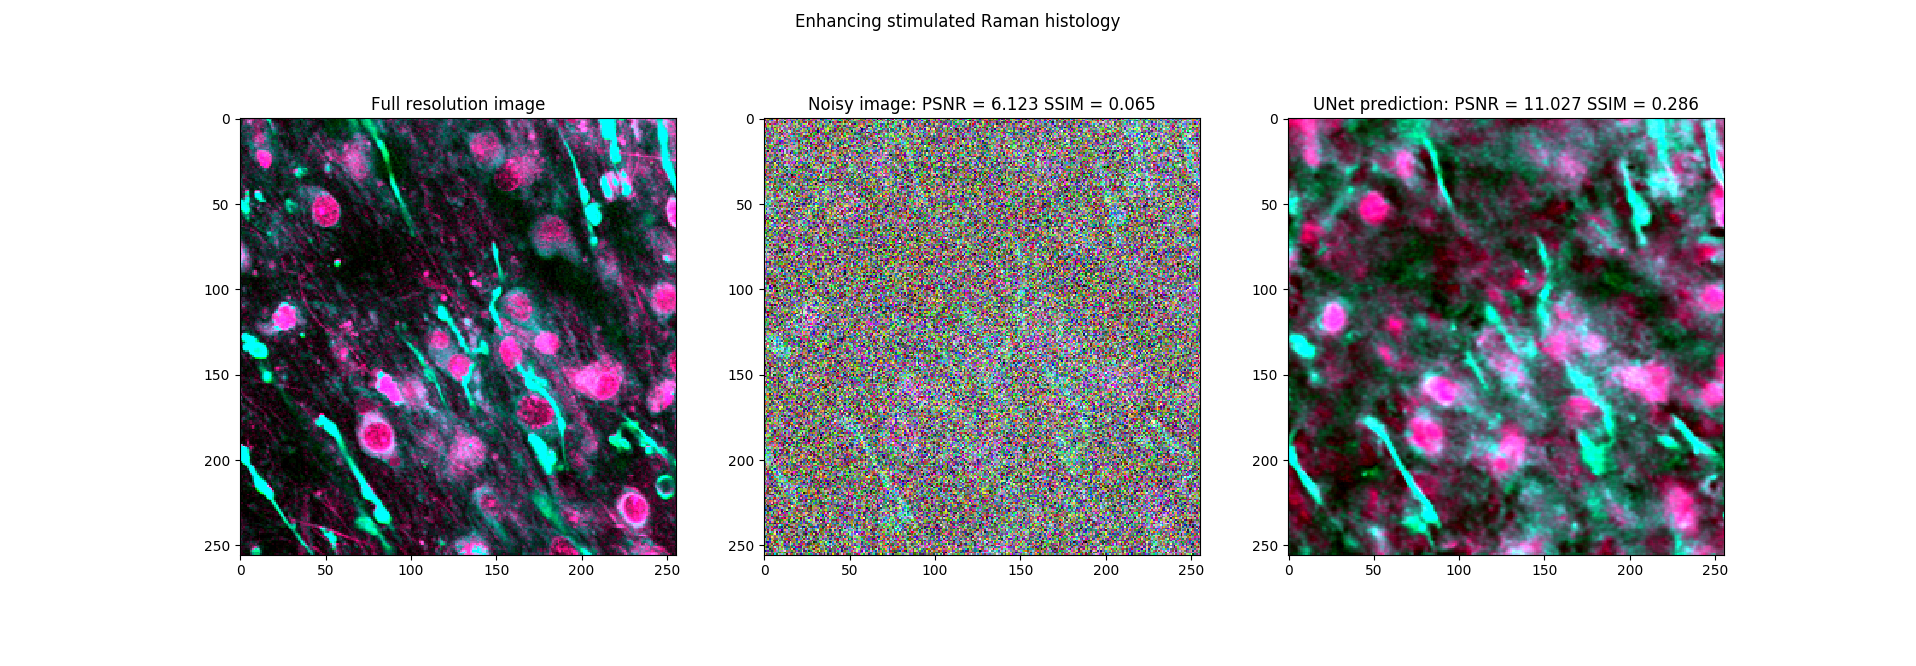 Enhancing stimulated Raman histology
Full resolution image
0
50
100
150
200
250
0 50 100 150 200 250
Noisy image: PSNR = 6.123 SSIM = 0.065
0
50
100
150
200
250
0 50 100 150 200 250
UNet prediction: PSNR = 11.027 SSIM = 0.286
0
50
100
150
200
250
0 50 100 150 200 250